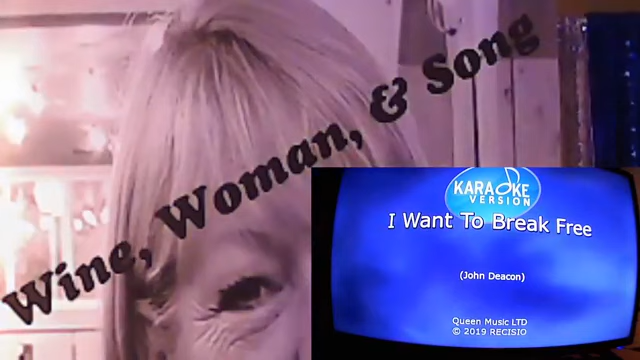 Wine, Woman, & Song
KARAOKE
VERSION
I Want To Break Free
(John Deacon)
Queen Music LTD
© 2019 RECISIO